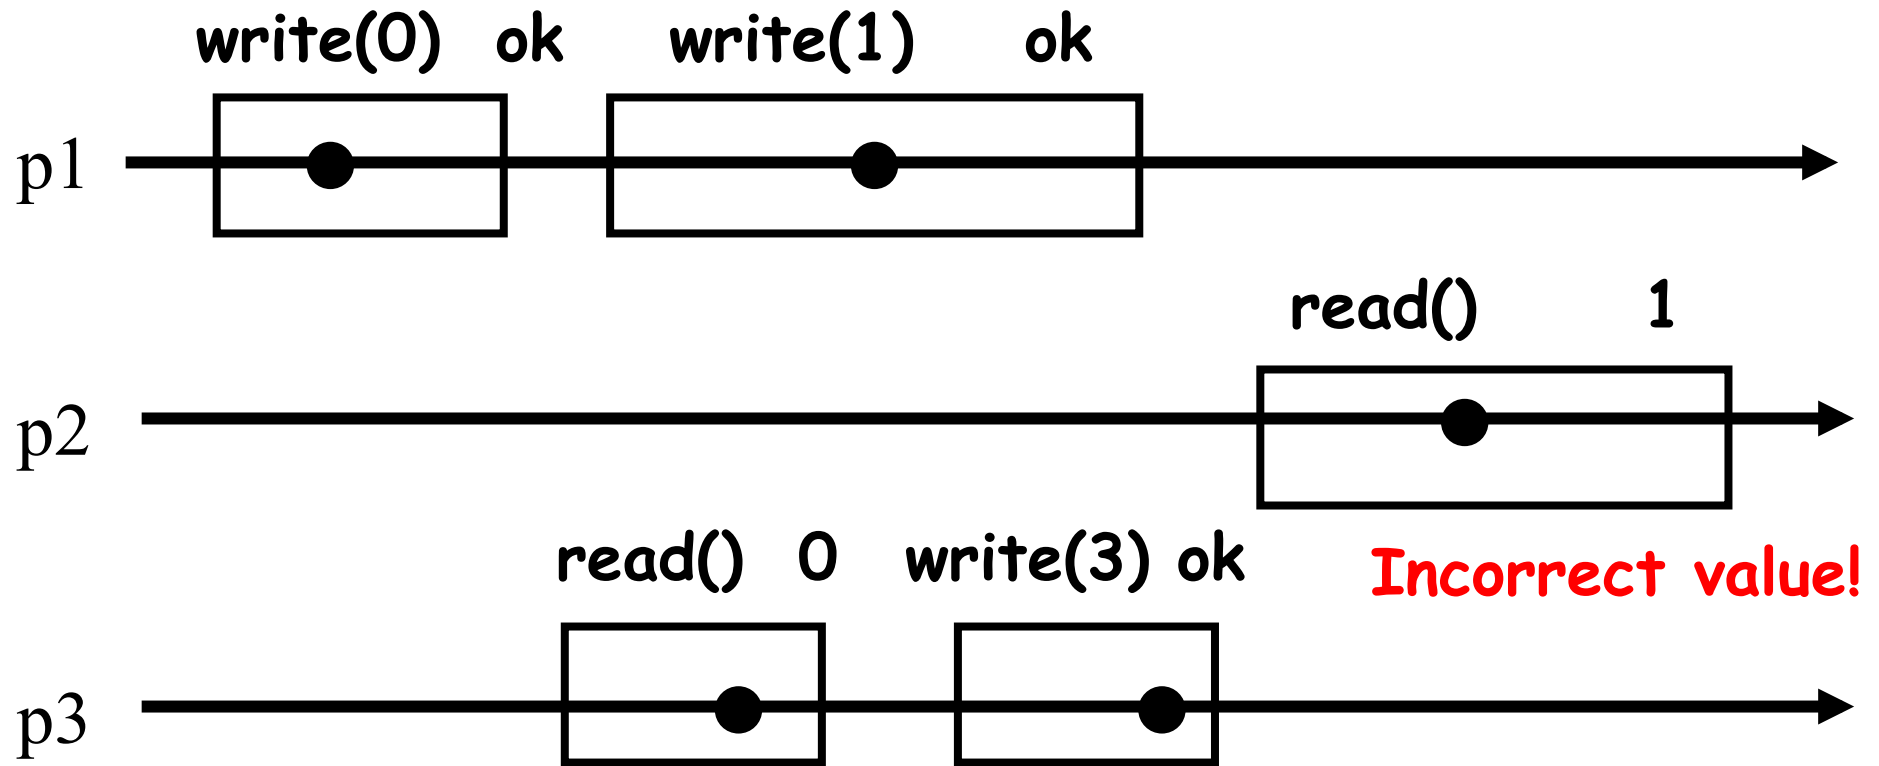 write(0) ok write(1) ok
p1
read() 1
p2
read() 0 write(3) ok Incorrect value!
p3